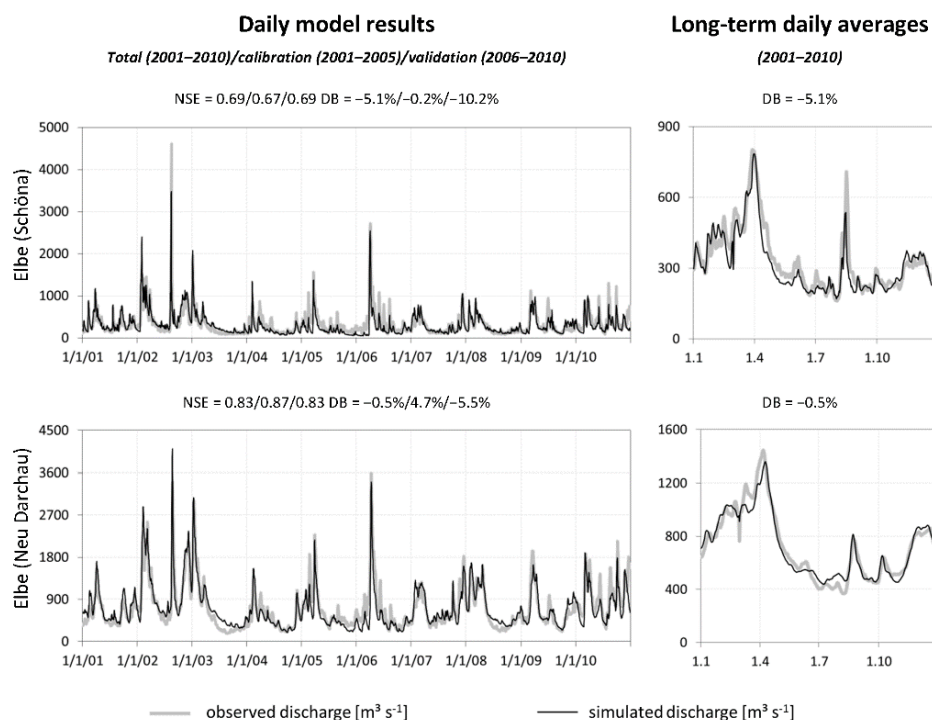 Daily model results
Long-term daily averages
Total (2001–2010)/calibration (2001–2005)/validation (2006–2010)
(2001–2010)
NSE = 0.69/0.67/0.69 DB = −5.1%/−0.2%/−10.2%
DB = −5.1%
Elbe (Schöna)
5000
4000
3000
2000
1000
0
1/1/01 1/1/02 1/1/03 1/1/04 1/1/05 1/1/06 1/1/07 1/1/08 1/1/09 1/1/10
900
600
300
0
1.1 1.4 1.7 1.10
NSE = 0.83/0.87/0.83 DB = −0.5%/4.7%/−5.5%
DB = −0.5%
Elbe (Neu Darchau)
4500
3600
2700
1800
900
0
1/1/01 1/1/02 1/1/03 1/1/04 1/1/05 1/1/06 1/1/07 1/1/08 1/1/09 1/1/10
1600
1200
800
400
0
1.1 1.4 1.7 1.10
observed discharge [m³ s⁻¹]
simulated discharge [m³ s⁻¹]